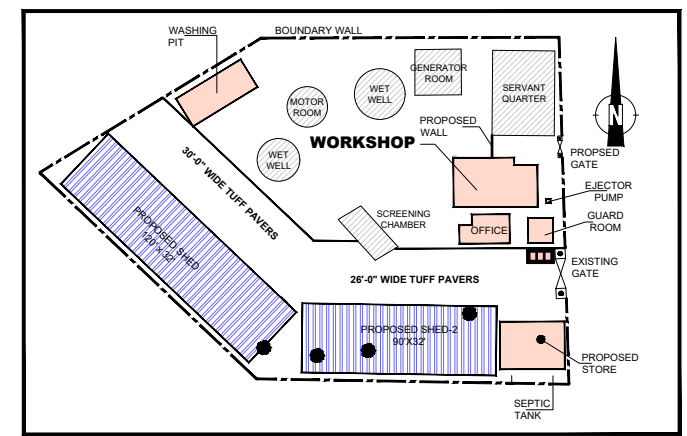 WASHING
PIT
BOUNDARY WALL
GENERATOR
ROOM
WET
WELL
MOTOR
ROOM
SERVANT
QUARTER
N
PROPOSED
WALL
WORKSHOP
WET
WELL
PROPSED
GATE
30'-0" WIDE TUFF PAVERS
EJECTOR
PUMP
SCREENING
CHAMBER
OFFICE
GUARD
ROOM
PROPOSED SHED
120' X 32'
EXISTING
GATE
26'-0" WIDE TUFF PAVERS
PROPOSED SHED-2
90'X32'
PROPOSED
STORE
SEPTIC
TANK